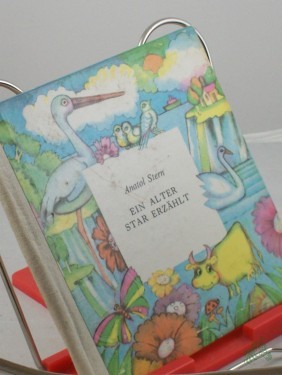 Anatol Stern
EIN ALTER
STAR ERZÄHLT